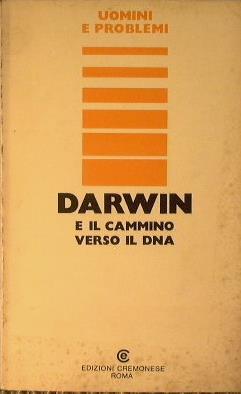 UOMINI
E PROBLEMI
DARWIN
E IL CAMMINO
VERSO IL DNA
EDIZIONI CREMONESE
ROMA